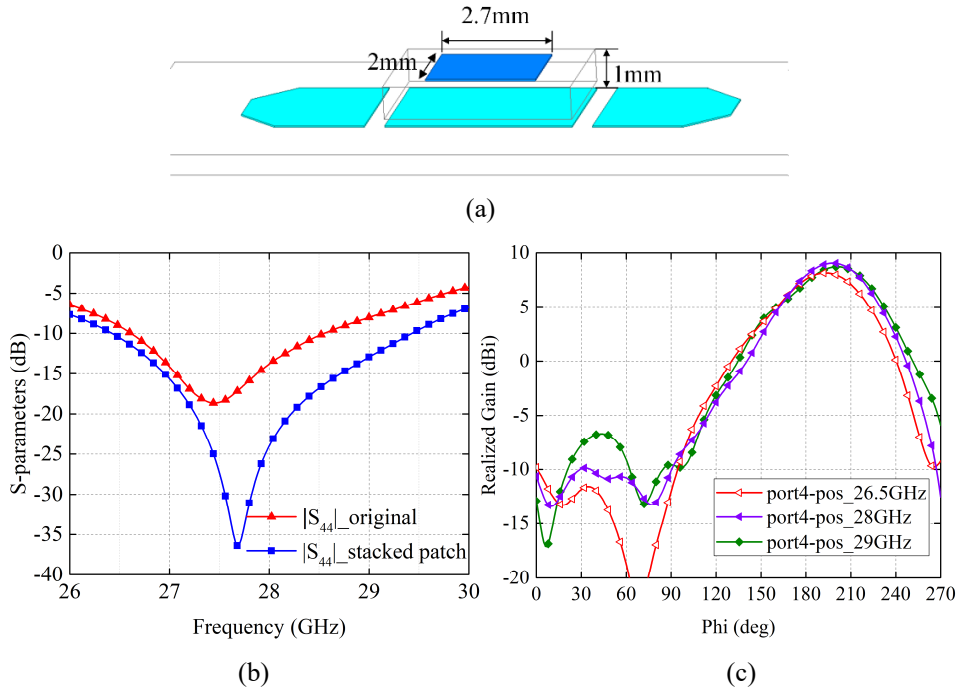 2.7mm
2mm
1mm
(a)
0
-5
-10
-15
-20
-25
-30
-35
-40
S-parameters (dB)
|S₄₄|_original
|S₄₄|_stacked patch
26 27 28 29 30
Frequency (GHz)
(b)
10
5
0
-5
-10
-15
-20
Realized Gain (dBi)
port4-pos_26.5GHz
port4-pos_28GHz
port4-pos_29GHz
0 30 60 90 120 150 180 210 240 270
Phi (deg)
(c)